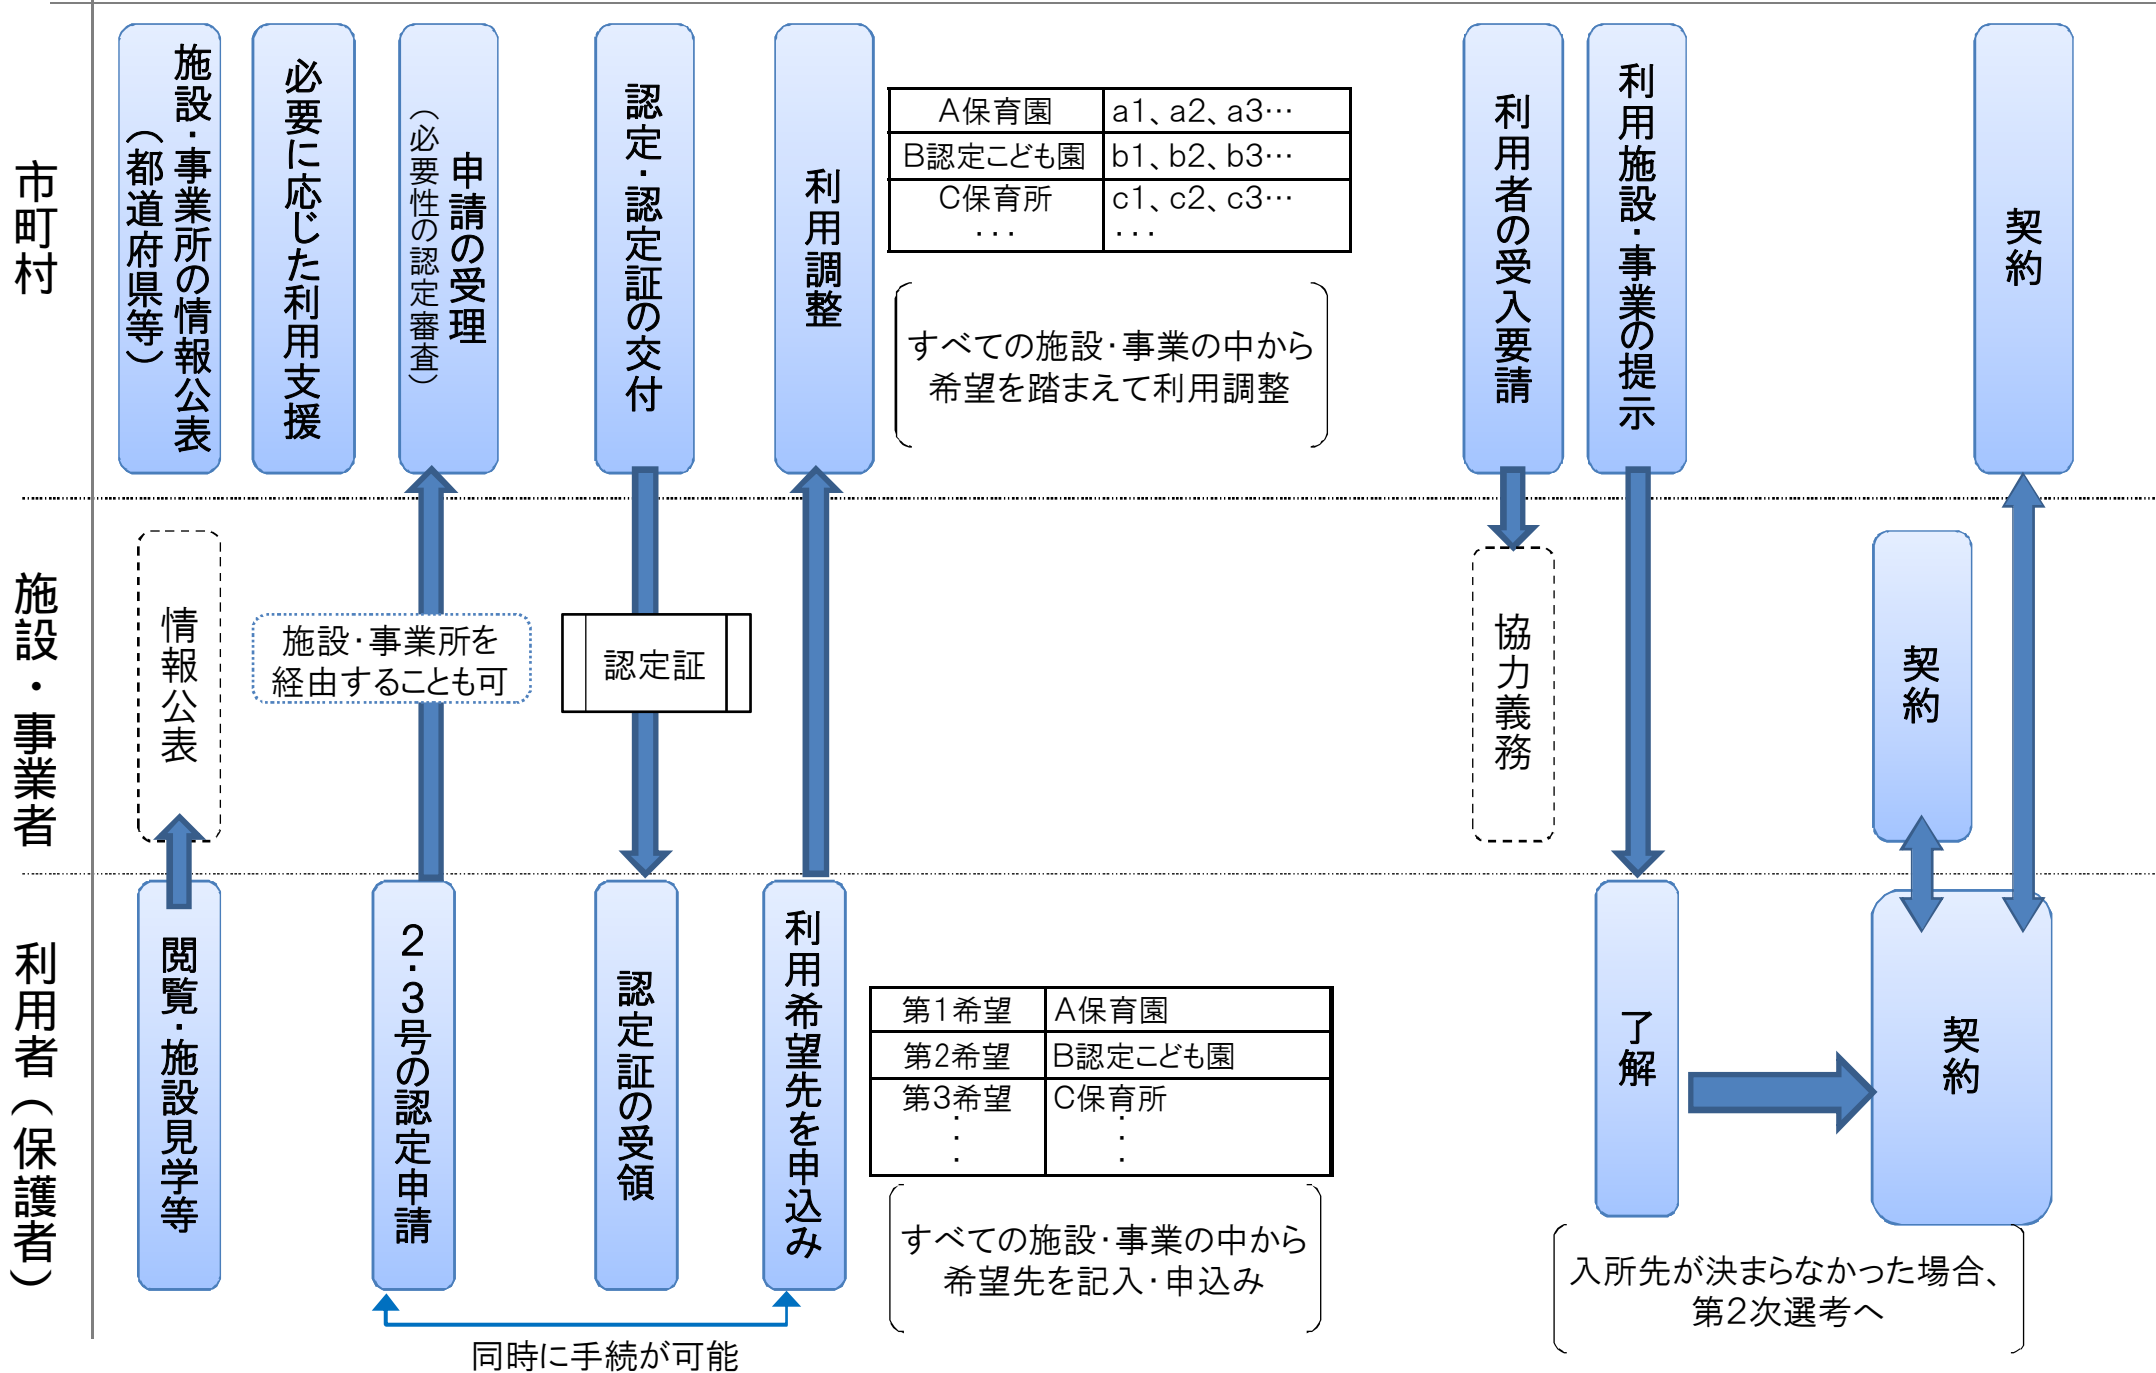 市町村
施設・事業所の情報公表
（都道府県等）
必要に応じた利用支援
申請の受理
（必要性の認定審査）
認定・認定証の交付
利用調整
A保育園 a1、a2、a3…
B認定こども園 b1、b2、b3…
C保育所 c1、c2、c3…
･･･ ･･･
すべての施設・事業の中から
希望を踏まえて利用調整
利用者の受入要請
利用施設・事業の提示
契約
施設・事業者
情報公表
施設・事業所を
経由することも可
認定証
協力義務
契約
利用者（保護者）
閲覧・施設見学等
2・3号の認定申請
認定証の受領
利用希望先を申込み
第1希望 A保育園
第2希望 B認定こども園
第3希望 C保育所
・ ・
・ ・
・ ・
すべての施設・事業の中から
希望先を記入・申込み
了解
契約
入所先が決まらなかった場合、
第2次選考へ
同時に手続が可能